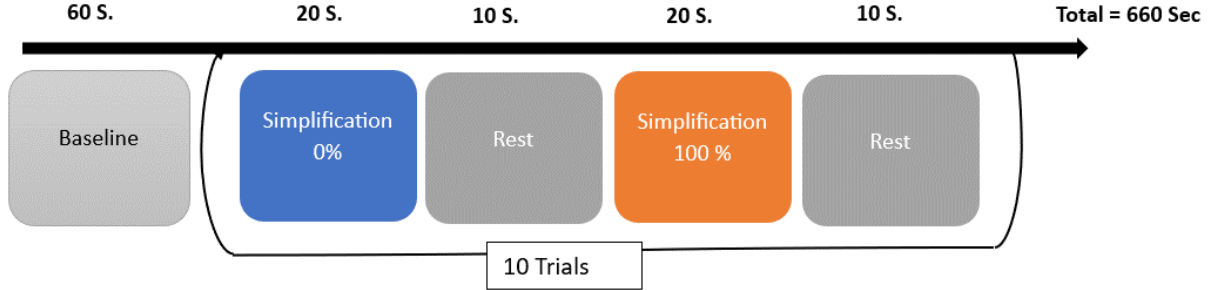 60 S.
20 S.
10 S.
20 S.
10 S.
Total = 660 Sec
Baseline
Simplification
0%
Rest
Simplification
100 %
Rest
10 Trials